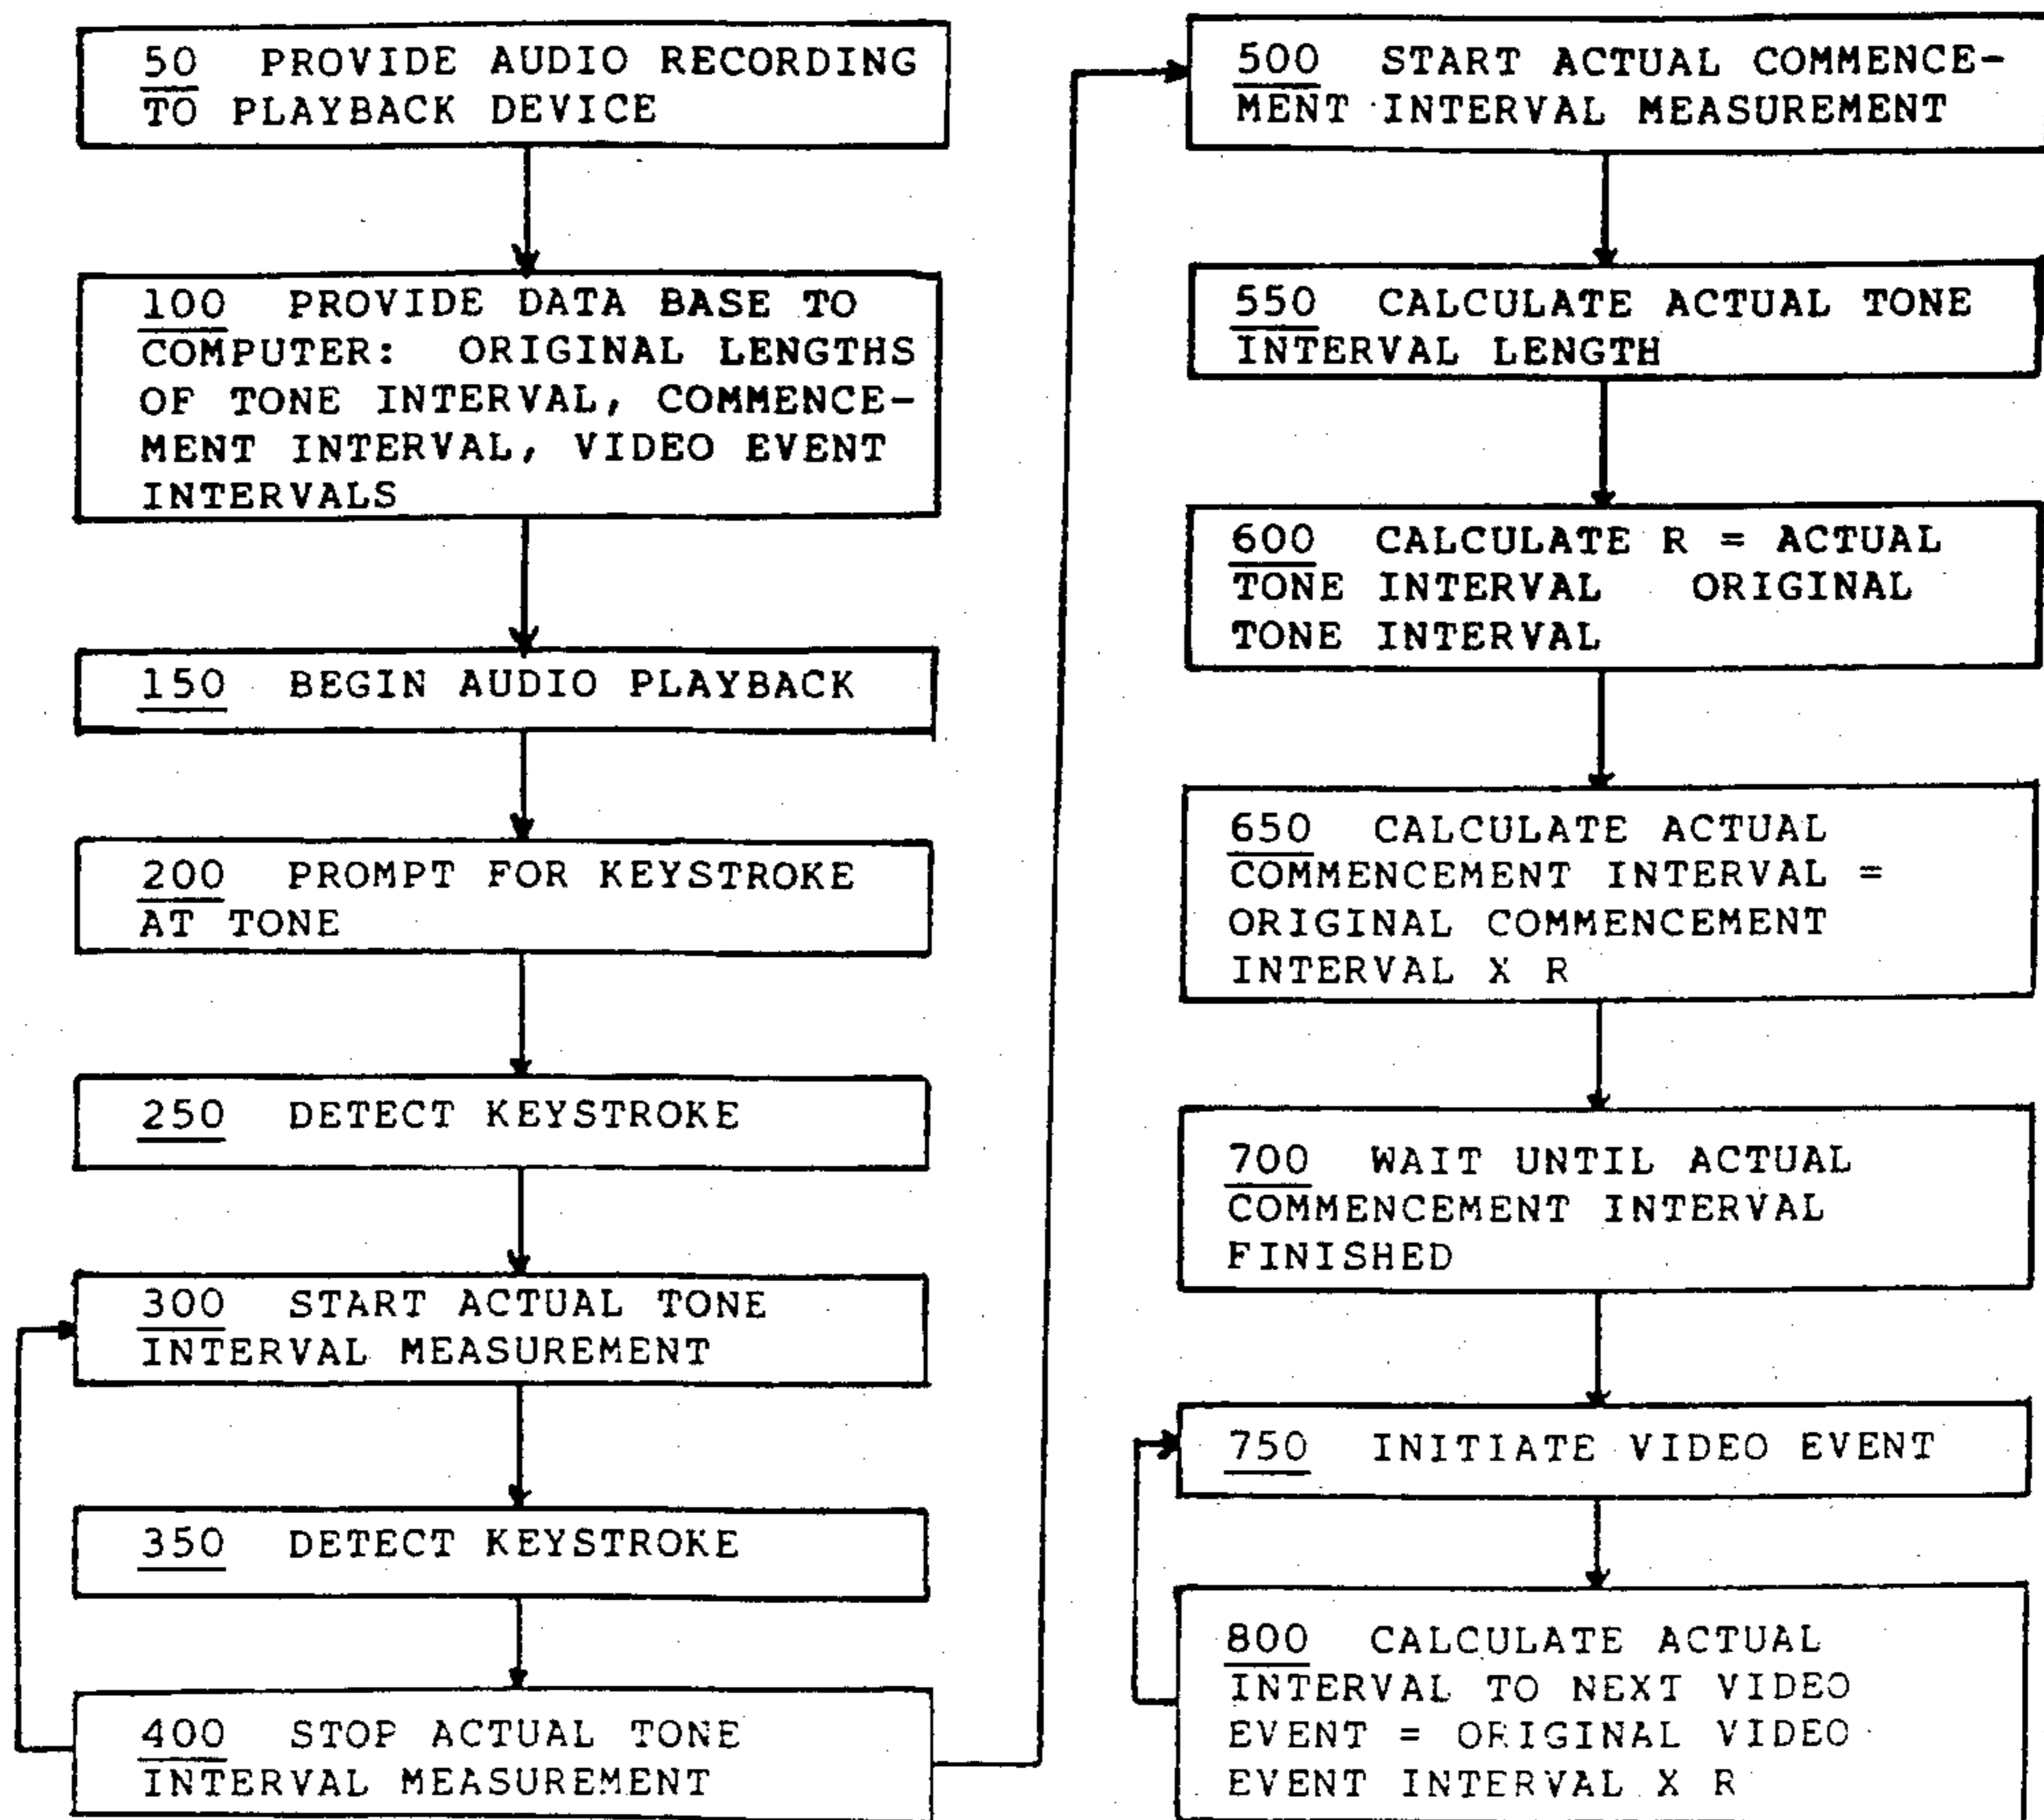 50 PROVIDE AUDIO RECORDING
TO PLAYBACK DEVICE
100 PROVIDE DATA BASE TO
COMPUTER: ORIGINAL LENGTHS
OF TONE INTERVAL, COMMENCE-
MENT INTERVAL, VIDEO EVENT
INTERVALS
150 BEGIN AUDIO PLAYBACK
200 PROMPT FOR KEYSTROKE
AT TONE
250 DETECT KEYSTROKE
300 START ACTUAL TONE
INTERVAL MEASUREMENT
350 DETECT KEYSTROKE
400 STOP ACTUAL TONE
INTERVAL MEASUREMENT
500 START ACTUAL COMMENCE-
MENT INTERVAL MEASUREMENT
550 CALCULATE ACTUAL TONE
INTERVAL LENGTH
600 CALCULATE R = ACTUAL
TONE INTERVAL ORIGINAL
TONE INTERVAL
650 CALCULATE ACTUAL
COMMENCEMENT INTERVAL =
ORIGINAL COMMENCEMENT
INTERVAL X R
700 WAIT UNTIL ACTUAL
COMMENCEMENT INTERVAL
FINISHED
750 INITIATE VIDEO EVENT
800 CALCULATE ACTUAL
INTERVAL TO NEXT VIDEO
EVENT = ORIGINAL VIDEO
EVENT INTERVAL X R